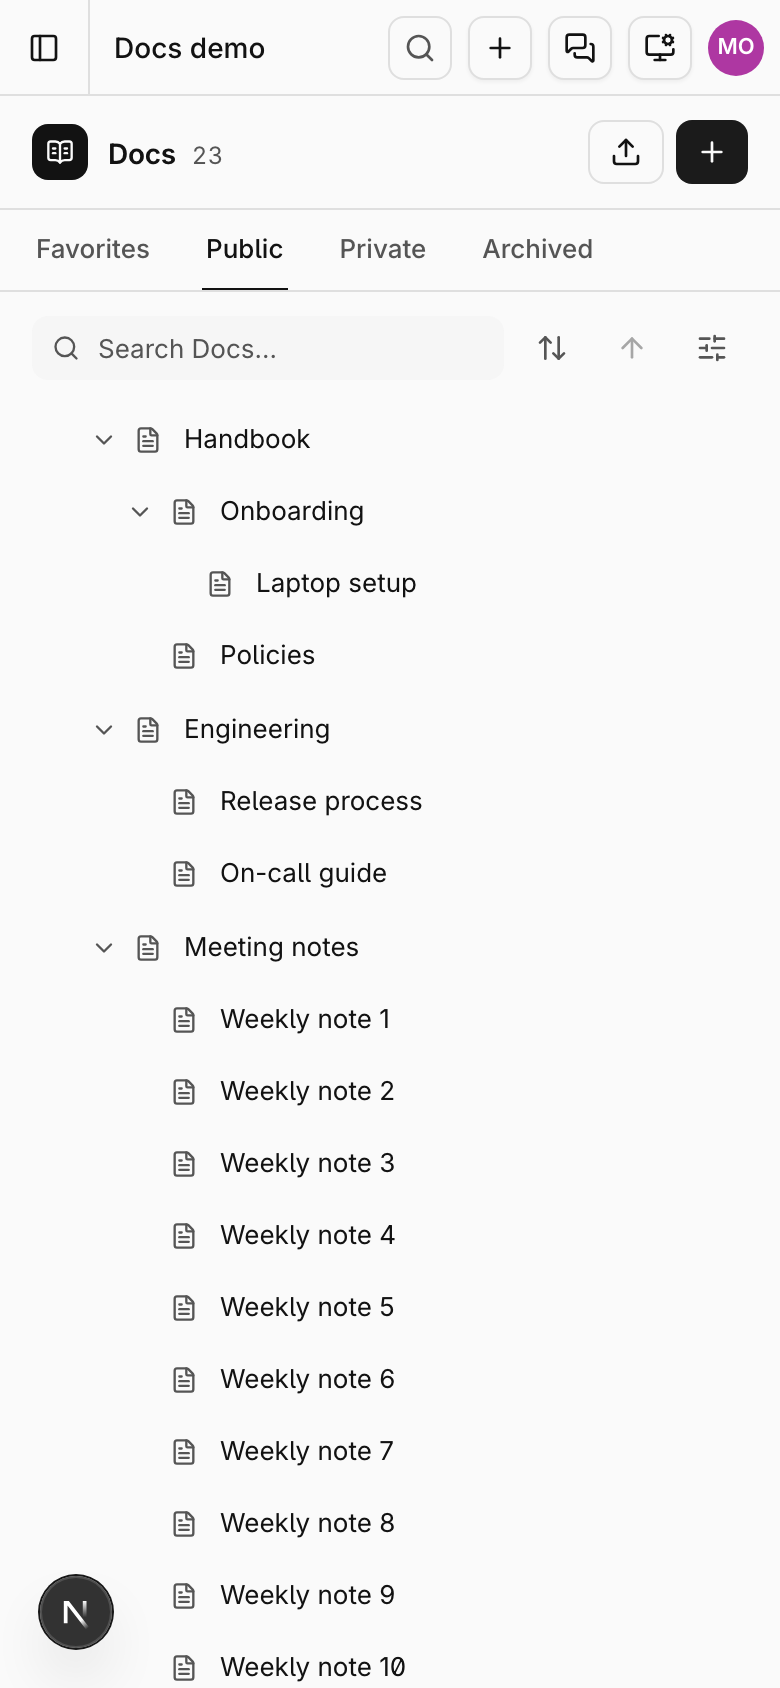 Docs demo
MO
Docs 23
Favorites Public Private Archived
Search Docs...
Handbook
Onboarding
Laptop setup
Policies
Engineering
Release process
On-call guide
Meeting notes
Weekly note 1
Weekly note 2
Weekly note 3
Weekly note 4
Weekly note 5
Weekly note 6
Weekly note 7
Weekly note 8
Weekly note 9
N
Weekly note 10